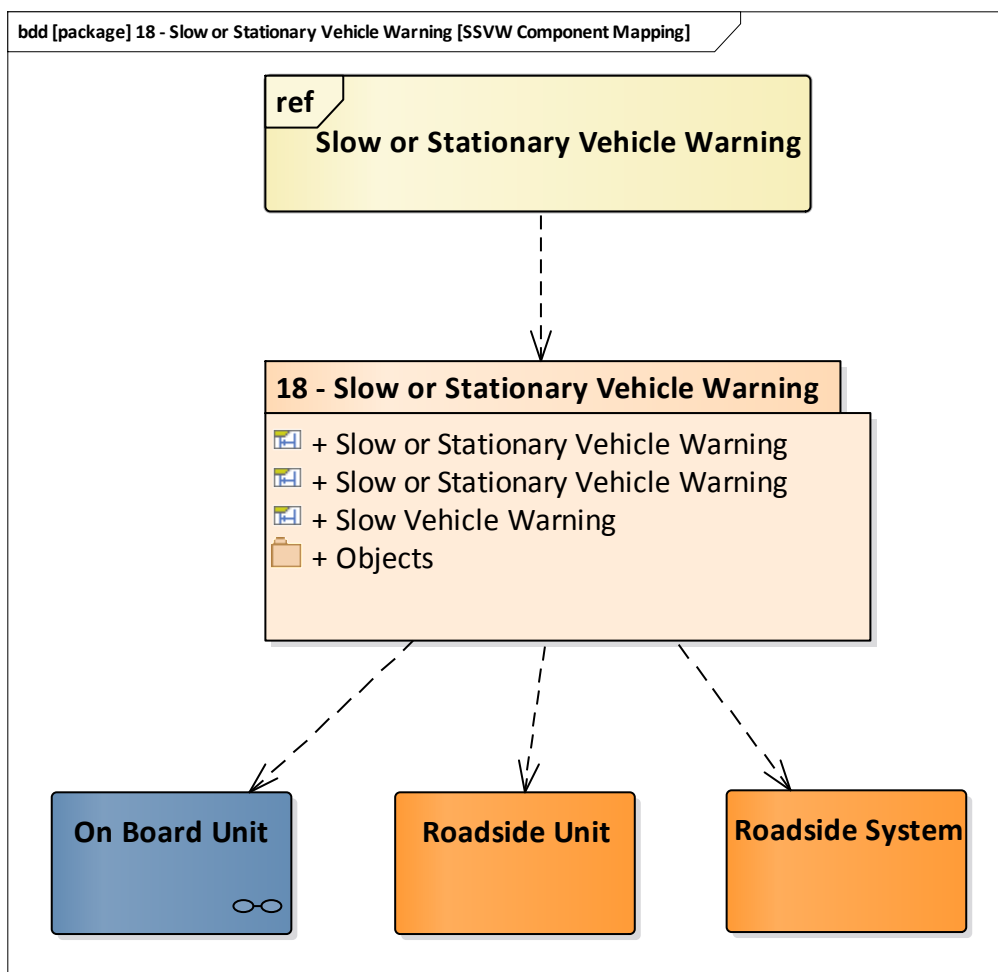 bdd [package] 18 - Slow or Stationary Vehicle Warning [SSVW Component Mapping]
ref
Slow or Stationary Vehicle Warning
18 - Slow or Stationary Vehicle Warning
+ Slow or Stationary Vehicle Warning
+ Slow or Stationary Vehicle Warning
+ Slow Vehicle Warning
+ Objects
On Board Unit
Roadside Unit
Roadside System